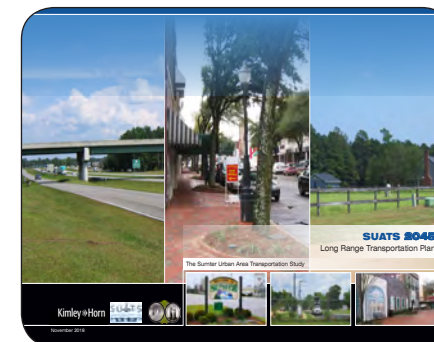 SUATS 2045
Long Range Transportation Plan
The Sumter Urban Area Transportation Study
Kimley»Horn
SUATS
November 2018